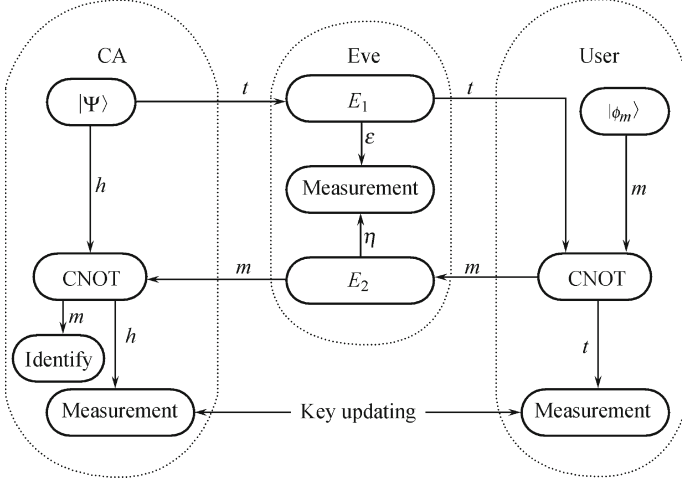 CA Eve User
|Ψ⟩ t E₁ t |ϕₘ⟩
ε
h Measurement m
η
CNOT m E₂ m CNOT
m h t
Identify
Measurement Key updating Measurement